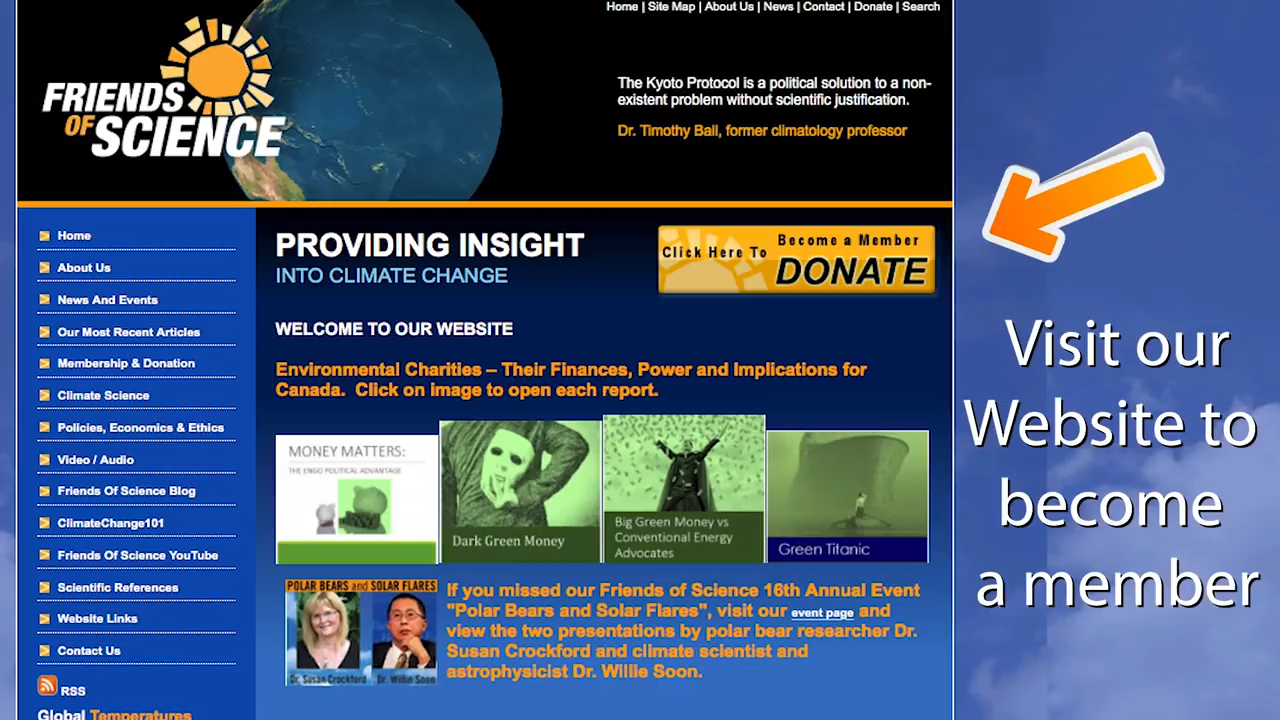 Home | Site Map | About Us | News | Contact | Donate | Search
FRIENDS
OF
SCIENCE
The Kyoto Protocol is a political solution to a non-
existent problem without scientific justification.
Dr. Timothy Ball, former climatology professor
Home
About Us
News And Events
Our Most Recent Articles
Membership & Donation
Climate Science
Policies, Economics & Ethics
Video / Audio
Friends Of Science Blog
ClimateChange101
Friends Of Science YouTube
Scientific References
Website Links
Contact Us
RSS
Global Temperatures
PROVIDING INSIGHT
INTO CLIMATE CHANGE
Click Here To
Become a Member
DONATE
WELCOME TO OUR WEBSITE
Environmental Charities – Their Finances, Power and Implications for
Canada. Click on image to open each report.
MONEY MATTERS:
THE ENGO POLITICAL ADVANTAGE
Dark Green Money
Big Green Money vs
Conventional Energy
Advocates
Green Titanic
POLAR BEARS AND SOLAR FLARES
Dr. Susan Crockford
Dr. Willie Soon
If you missed our Friends of Science 16th Annual Event
"Polar Bears and Solar Flares", visit our event page and
view the two presentations by polar bear researcher Dr.
Susan Crockford and climate scientist and
astrophysicist Dr. Willie Soon.
Visit our
Website to
become
a member